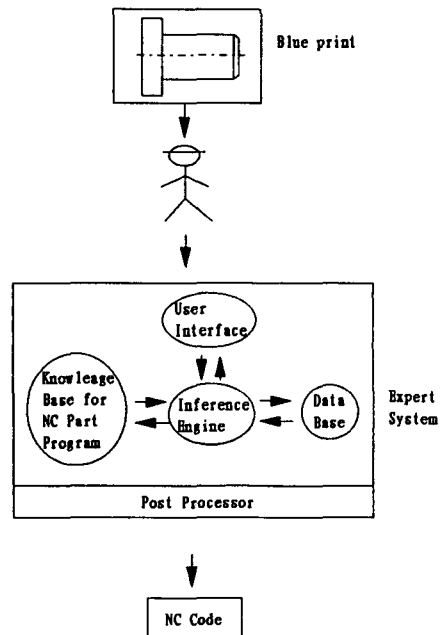 Blue print
User
Interface
Knowleage
Base for
NC Part
Program
Inference
Engine
Data
Base
Expert
System
Post Processor
NC Code